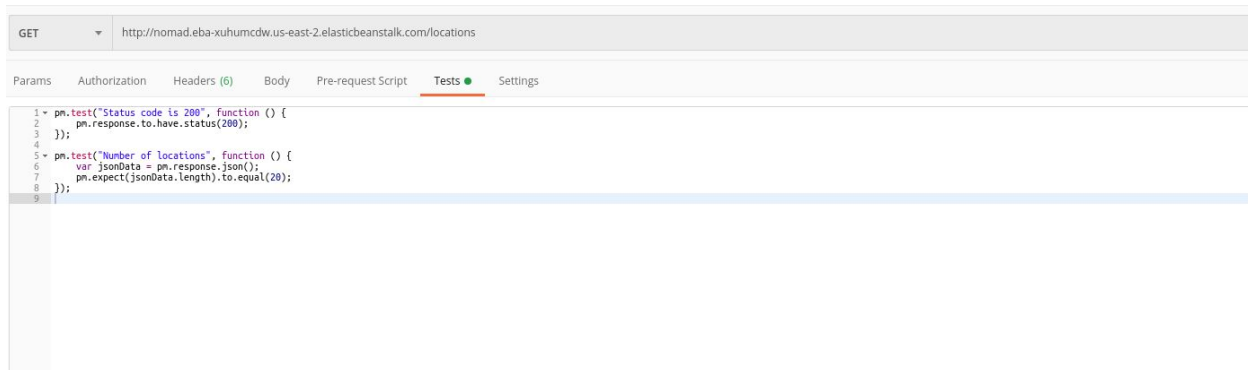 GET http://nomad.eba-xuhumcdw.us-east-2.elasticbeanstalk.com/locations
Params Authorization Headers (6) Body Pre-request Script Tests Settings
1 pm.test("Status code is 200", function () {
2 pm.response.to.have.status(200);
3 });
4
5 pm.test("Number of locations", function () {
6 var jsonData = pm.response.json();
7 pm.expect(jsonData.length).to.equal(20);
8 });
9